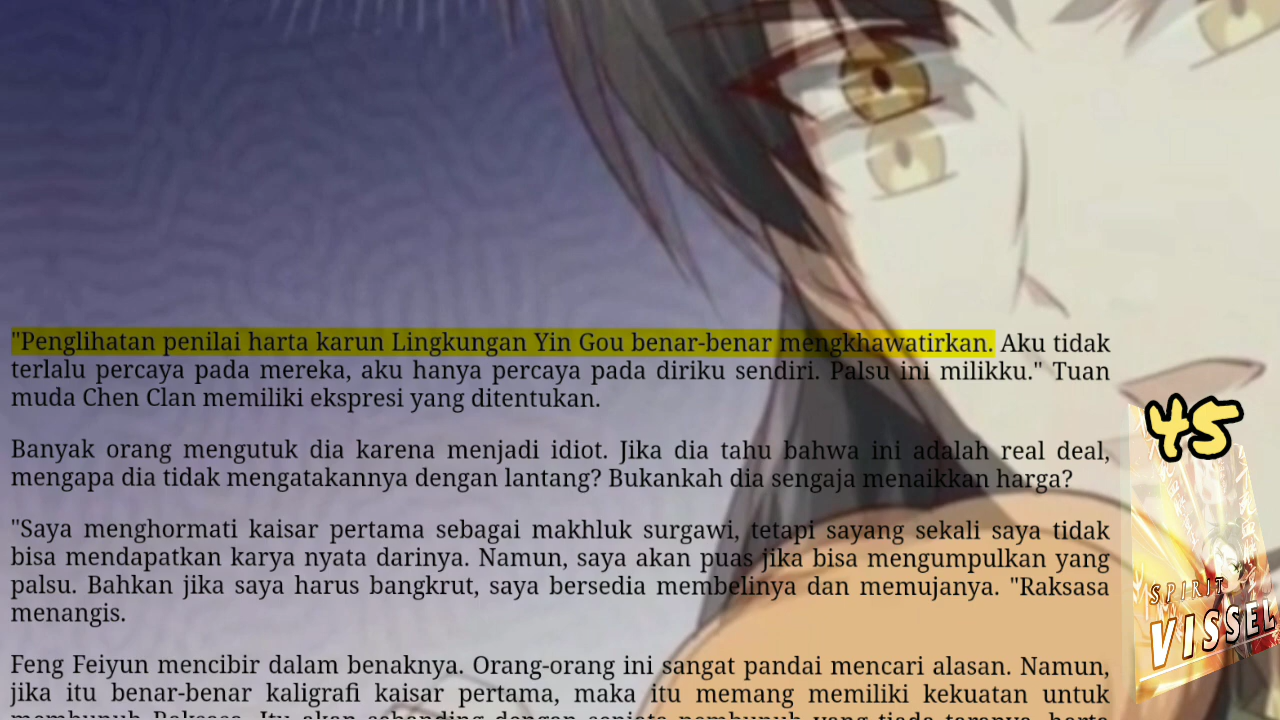 "Penglihatan penilai harta karun Lingkungan Yin Gou benar-benar mengkhawatirkan. Aku tidak
terlalu percaya pada mereka, aku hanya percaya pada diriku sendiri. Palsu ini milikku." Tuan
muda Chen Clan memiliki ekspresi yang ditentukan.
Banyak orang mengutuk dia karena menjadi idiot. Jika dia tahu bahwa ini adalah real deal,
mengapa dia tidak mengatakannya dengan lantang? Bukankah dia sengaja menaikkan harga?
"Saya menghormati kaisar pertama sebagai makhluk surgawi, tetapi sayang sekali saya tidak
bisa mendapatkan karya nyata darinya. Namun, saya akan puas jika bisa mengumpulkan yang
palsu. Bahkan jika saya harus bangkrut, saya bersedia membelinya dan memujanya. "Raksasa
menangis.
Feng Feiyun mencibir dalam benaknya. Orang-orang ini sangat pandai mencari alasan. Namun,
jika itu benar-benar kaligrafi kaisar pertama, maka itu memang memiliki kekuatan untuk
45
SPIRIT
VISSEL